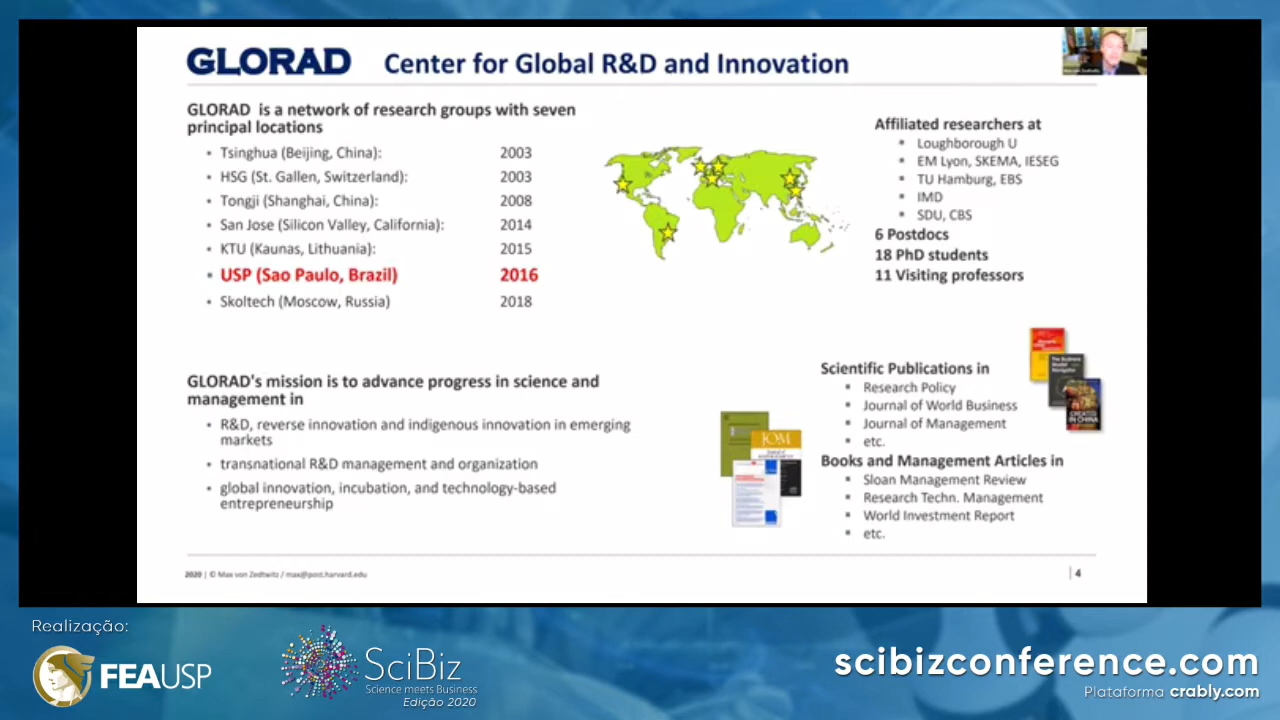 GLORAD Center for Global R&D and Innovation
GLORAD is a network of research groups with seven
principal locations
Tsinghua (Beijing, China): 2003
HSG (St. Gallen, Switzerland): 2003
Tongji (Shanghai, China): 2008
San Jose (Silicon Valley, California): 2014
KTU (Kaunas, Lithuania): 2015
USP (Sao Paulo, Brazil) 2016
Skoltech (Moscow, Russia) 2018
Affiliated researchers at
Loughborough U
EM Lyon, SKEMA, IESEG
TU Hamburg, EBS
IMD
SDU, CBS
6 Postdocs
18 PhD students
11 Visiting professors
GLORAD's mission is to advance progress in science and
management in
R&D, reverse innovation and indigenous innovation in emerging
markets
transnational R&D management and organization
global innovation, incubation, and technology-based
entrepreneurship
JOM
Scientific Publications in
Research Policy
Journal of World Business
Journal of Management
etc.
Books and Management Articles in
Sloan Management Review
Research Techn. Management
World Investment Report
etc.
The Business
Model
Navigator
CREATED
IN CHINA
2020 | © Max von Zedtwitz / max@post.harvard.edu
4
Realização:
FEAUSP
SciBiz
Science meets Business
Edição 2020
scibizconference.com
Plataforma crably.com